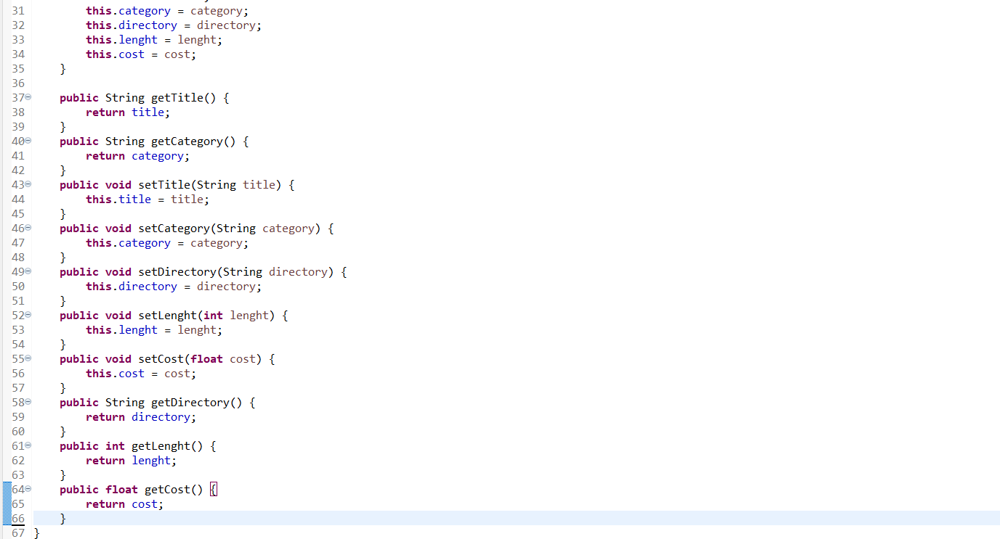 31 this.category = category;
32 this.directory = directory;
33 this.lenght = lenght;
34 this.cost = cost;
35 }
36
37 public String getTitle() {
38 return title;
39 }
40 public String getCategory() {
41 return category;
42 }
43 public void setTitle(String title) {
44 this.title = title;
45 }
46 public void setCategory(String category) {
47 this.category = category;
48 }
49 public void setDirectory(String directory) {
50 this.directory = directory;
51 }
52 public void setLenght(int lenght) {
53 this.lenght = lenght;
54 }
55 public void setCost(float cost) {
56 this.cost = cost;
57 }
58 public String getDirectory() {
59 return directory;
60 }
61 public int getLenght() {
62 return lenght;
63 }
64 public float getCost() {
65 return cost;
66 }
67 }